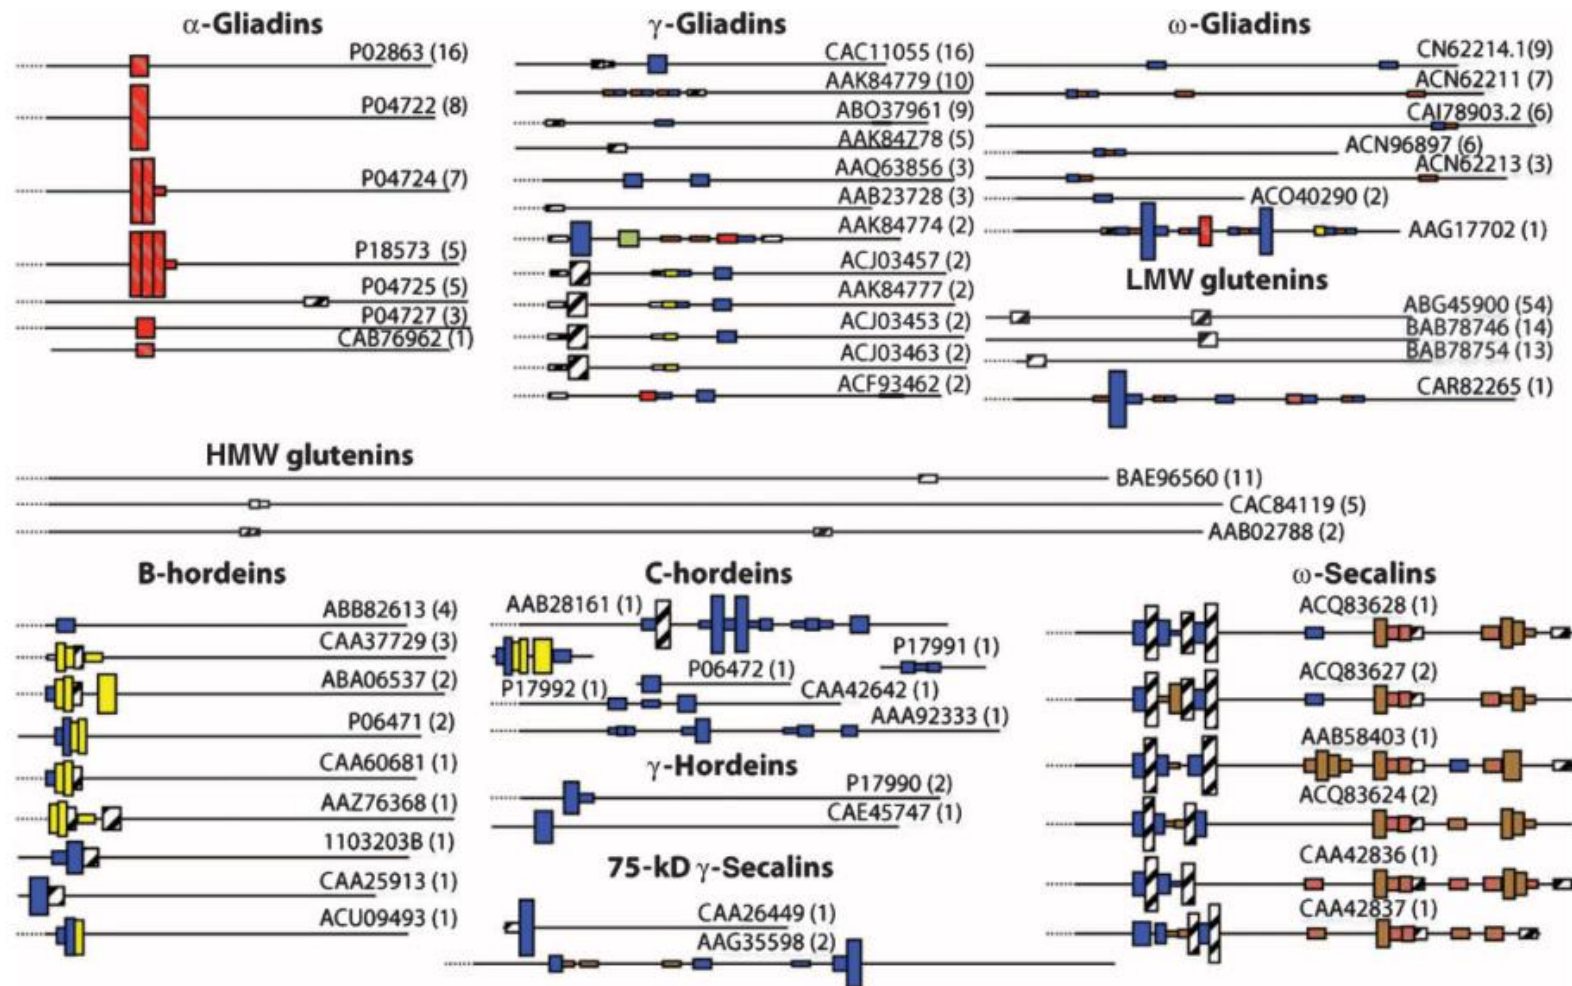 α-Gliadins
P02863 (16)
P04722 (8)
P04724 (7)
P18573 (5)
P04725 (5)
P04727 (3)
CAB76962 (1)
γ-Gliadins
CAC11055 (16)
AAK84779 (10)
ABO37961 (9)
AAK84778 (5)
AAQ63856 (3)
AAB23728 (3)
AAK84774 (2)
ACJ03457 (2)
AAK84777 (2)
ACJ03453 (2)
ACJ03463 (2)
ACF93462 (2)
ω-Gliadins
CN62214.1(9)
ACN62211 (7)
CAI78903.2 (6)
ACN96897 (6)
ACN62213 (3)
ACO40290 (2)
AAG17702 (1)
LMW glutenins
ABG45900 (54)
BAB78746 (14)
BAB78754 (13)
CAR82265 (1)
HMW glutenins
BAE96560 (11)
CAC84119 (5)
AAB02788 (2)
B-hordeins
ABB82613 (4)
CAA37729 (3)
ABA06537 (2)
P06471 (2)
CAA60681 (1)
AAZ76368 (1)
1103203B (1)
CAA25913 (1)
ACU09493 (1)
C-hordeins
AAB28161 (1)
P17991 (1)
P06472 (1)
P17992 (1)
CAA42642 (1)
AAA92333 (1)
γ-Hordeins
P17990 (2)
CAE45747 (1)
75-kD γ-Secalins
CAA26449 (1)
AAG35598 (2)
ω-Secalins
ACQ83628 (1)
ACQ83627 (2)
AAB58403 (1)
ACQ83624 (2)
CAA42836 (1)
CAA42837 (1)